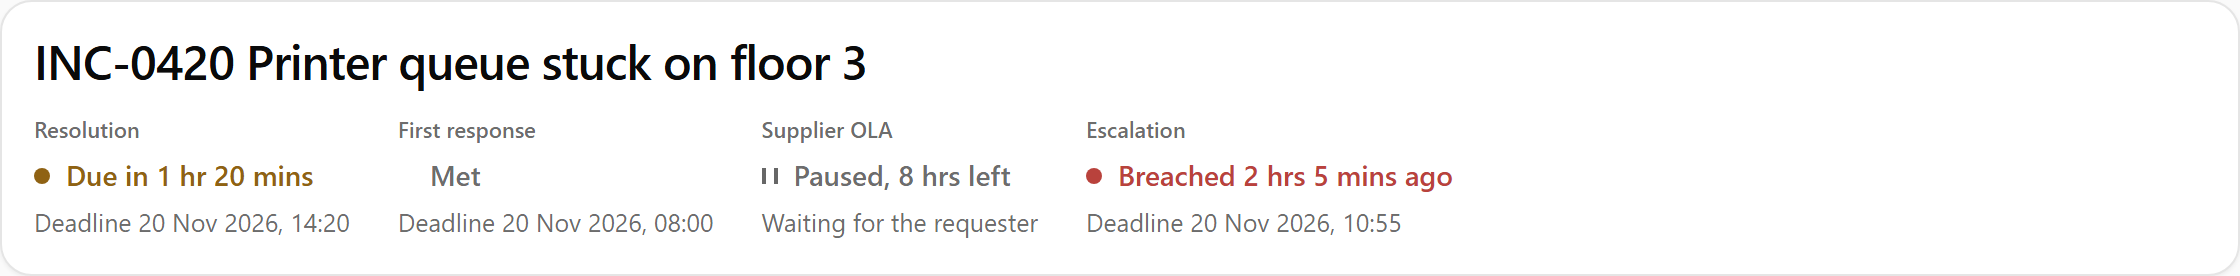 INC-0420 Printer queue stuck on floor 3
Resolution
Due in 1 hr 20 mins
Deadline 20 Nov 2026, 14:20
First response
Met
Deadline 20 Nov 2026, 08:00
Supplier OLA
Paused, 8 hrs left
Waiting for the requester
Escalation
Breached 2 hrs 5 mins ago
Deadline 20 Nov 2026, 10:55